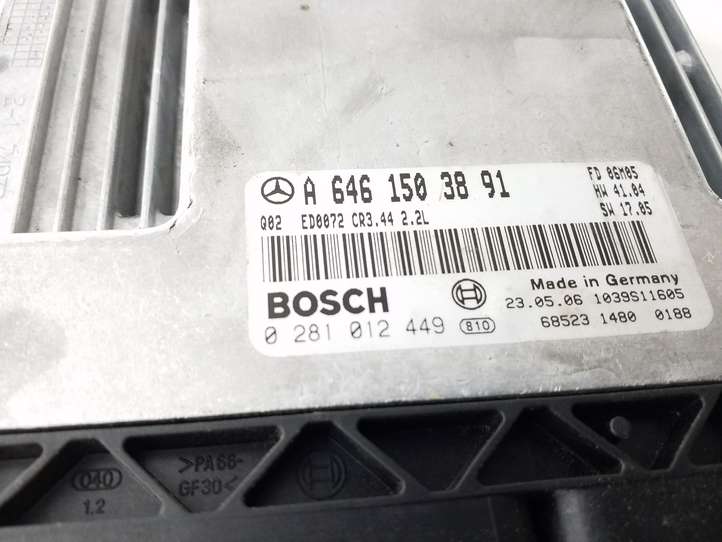 A 646 150 38 91
FD 06M05
HW 41.04
SW 17.05
Q02 ED0072 CR3.44 2.2L
BOSCH
Made in Germany
23.05.06 1039S11605
0 281 012 449 810
68523 1480 0188
040
1.2
>PA66-
GF30<